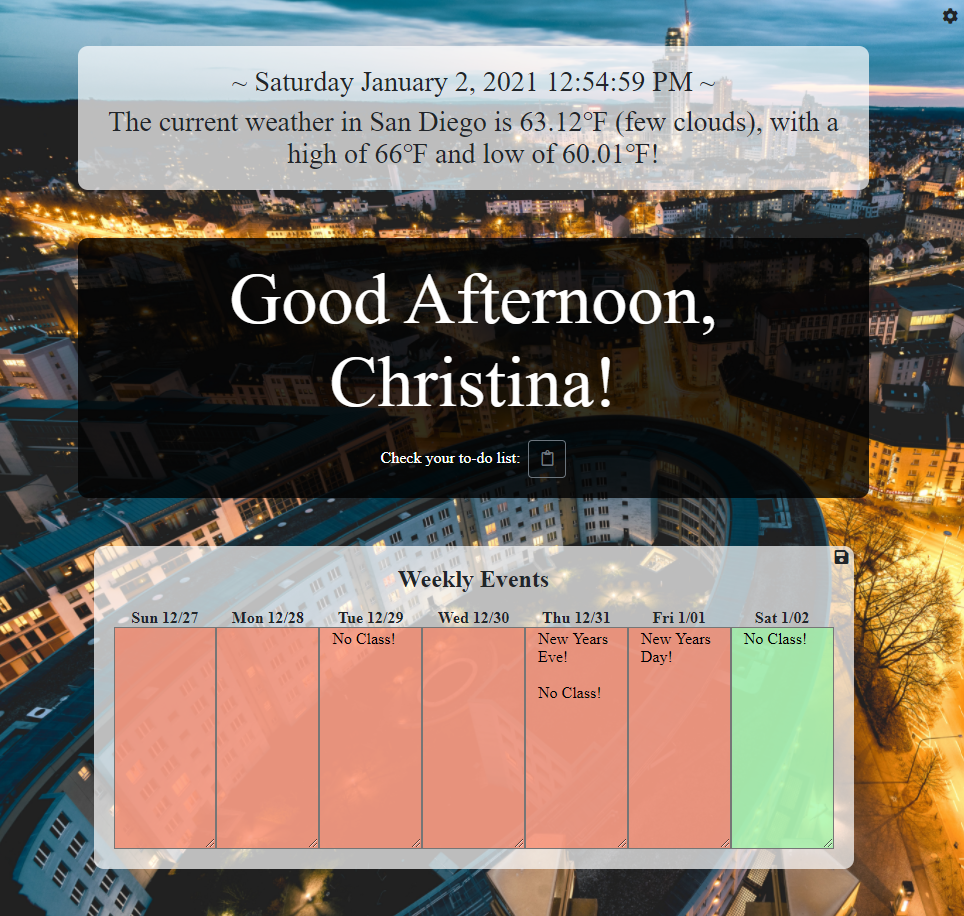 ~ Saturday January 2, 2021 12:54:59 PM ~
The current weather in San Diego is 63.12°F (few clouds), with a
high of 66°F and low of 60.01°F!
Good Afternoon,
Christina!
Check your to-do list:
Weekly Events
Sun 12/27 Mon 12/28 Tue 12/29 Wed 12/30 Thu 12/31 Fri 1/01 Sat 1/02
No Class!
New Years
Eve!
No Class!
New Years
Day!
No Class!